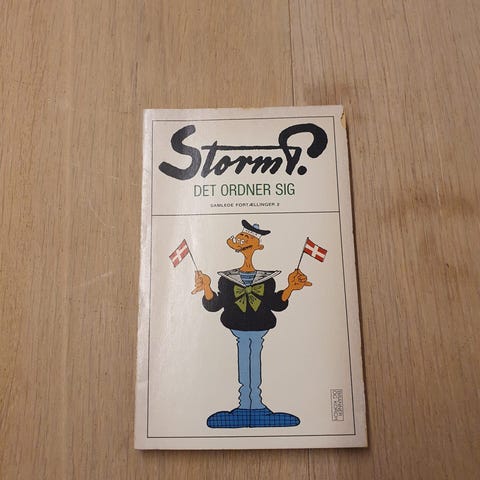 Storm P.
DET ORDNER SIG
SAMLEDE FORTÆLLINGER 2